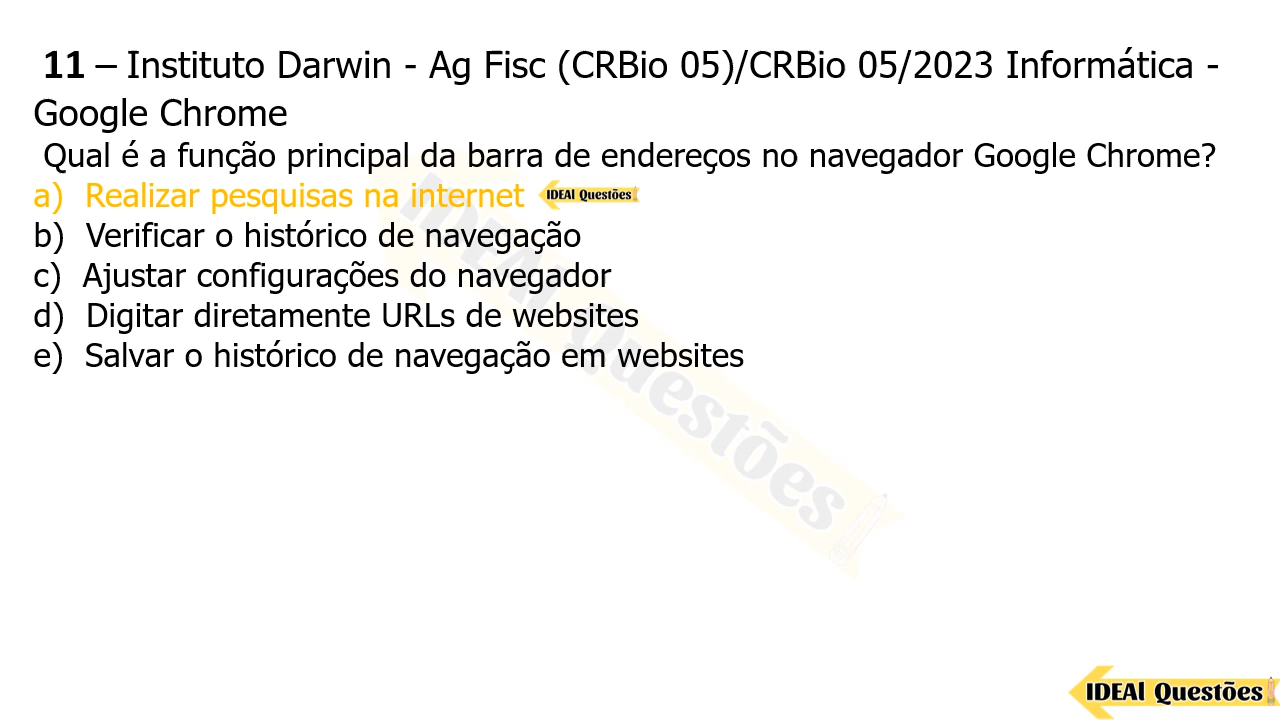 11 – Instituto Darwin - Ag Fisc (CRBio 05)/CRBio 05/2023 Informática -
Google Chrome
Qual é a função principal da barra de endereços no navegador Google Chrome?
a) Realizar pesquisas na internet IDEAl Questões
b) Verificar o histórico de navegação
c) Ajustar configurações do navegador
d) Digitar diretamente URLs de websites
e) Salvar o histórico de navegação em websites
IDEAl Questões
IDEAl Questões